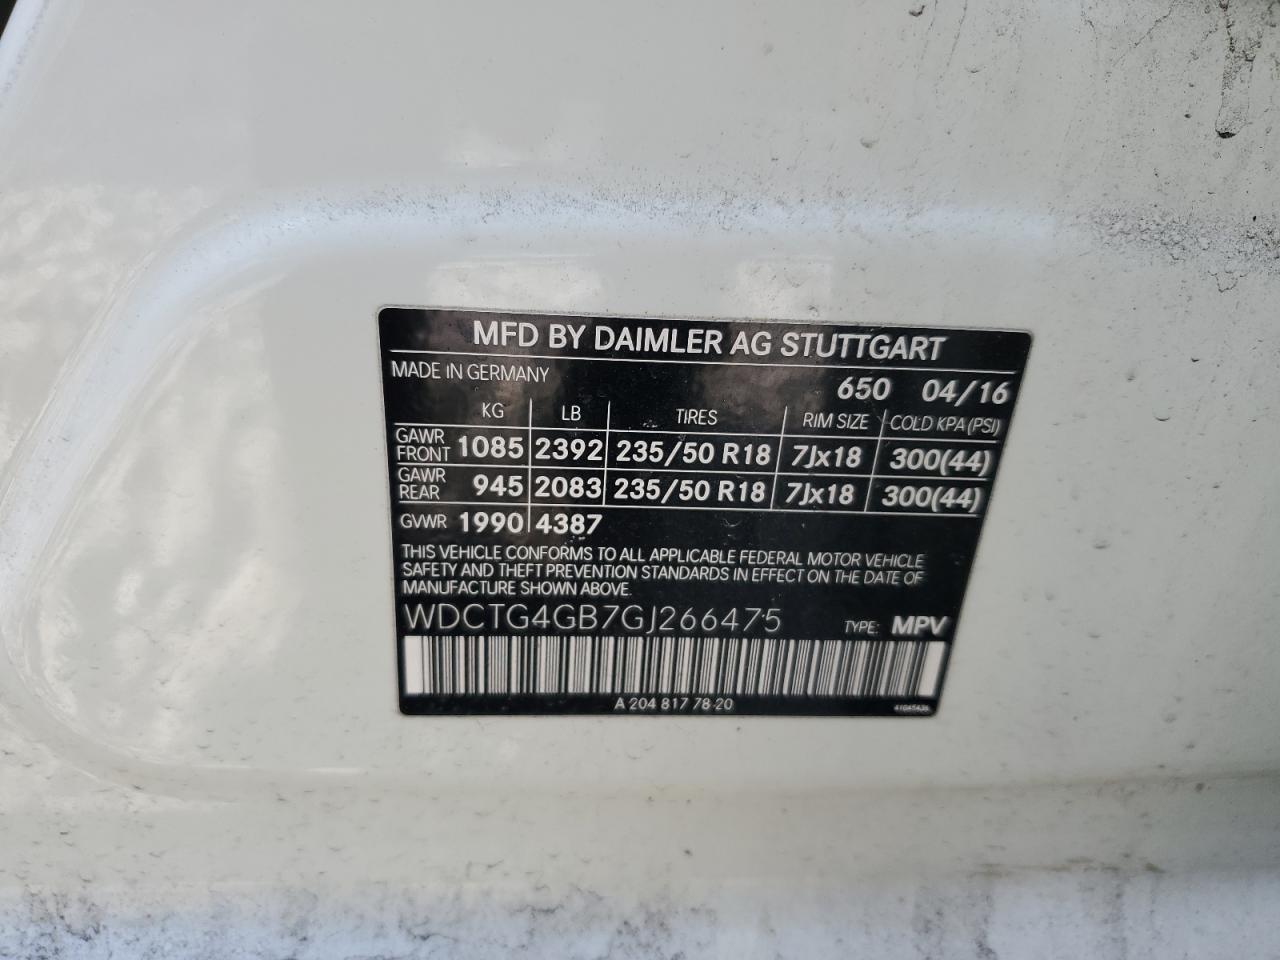 MFD BY DAIMLER AG STUTTGART
MADE IN GERMANY 650 04/16
KG LB TIRES RIM SIZE COLD KPA (PSI)
GAWR FRONT 1085 2392 235/50 R18 7Jx18 300(44)
GAWR REAR 945 2083 235/50 R18 7Jx18 300(44)
GVWR 1990 4387
THIS VEHICLE CONFORMS TO ALL APPLICABLE FEDERAL MOTOR VEHICLE
SAFETY AND THEFT PREVENTION STANDARDS IN EFFECT ON THE DATE OF
MANUFACTURE SHOWN ABOVE.
WDCTG4GB7GJ266475 TYPE: MPV
A 204 817 78 20